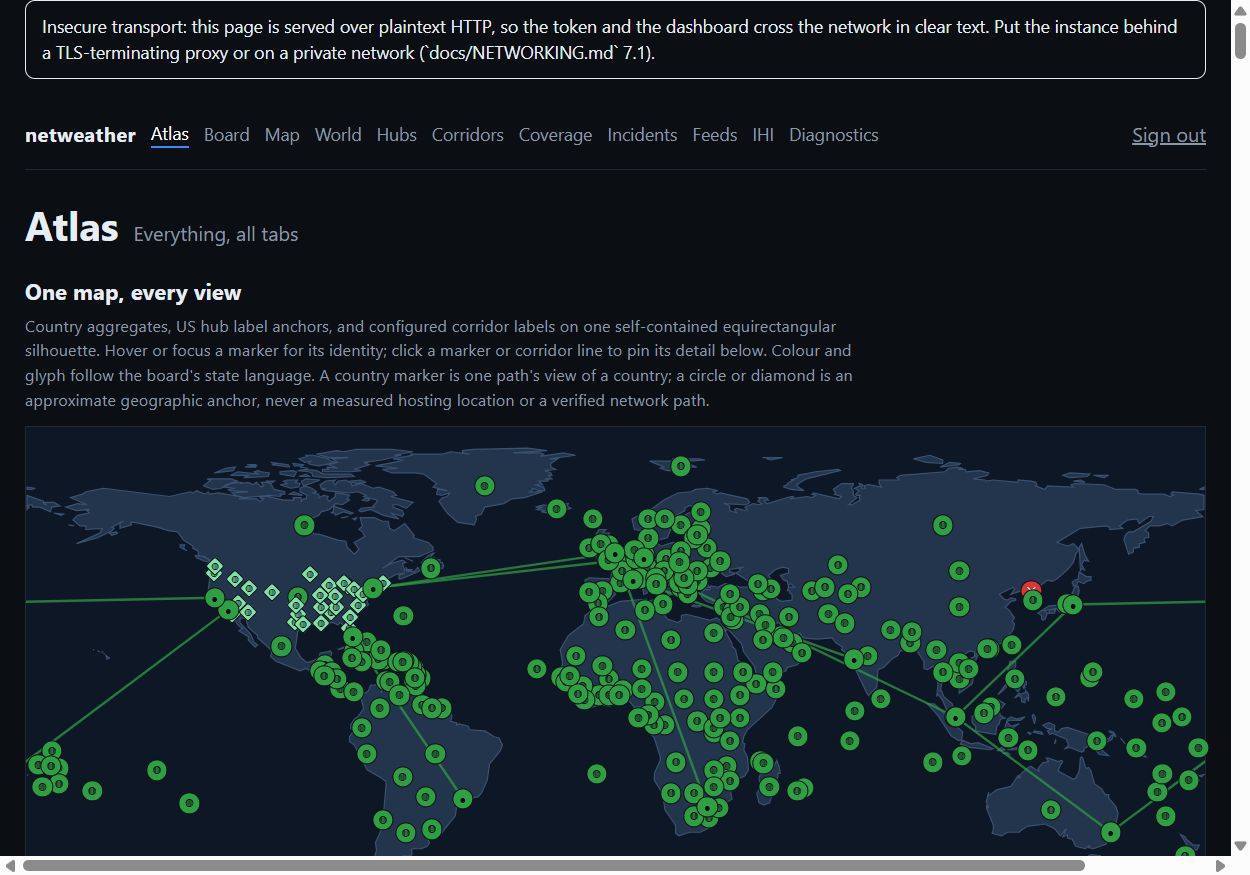 Insecure transport: this page is served over plaintext HTTP, so the token and the dashboard cross the network in clear text. Put the instance behind
a TLS-terminating proxy or on a private network (`docs/NETWORKING.md` 7.1).
netweather Atlas Board Map World Hubs Corridors Coverage Incidents Feeds IHI Diagnostics Sign out
Atlas Everything, all tabs
One map, every view
Country aggregates, US hub label anchors, and configured corridor labels on one self-contained equirectangular
silhouette. Hover or focus a marker for its identity; click a marker or corridor line to pin its detail below. Colour and
glyph follow the board's state language. A country marker is one path's view of a country; a circle or diamond is an
approximate geographic anchor, never a measured hosting location or a verified network path.